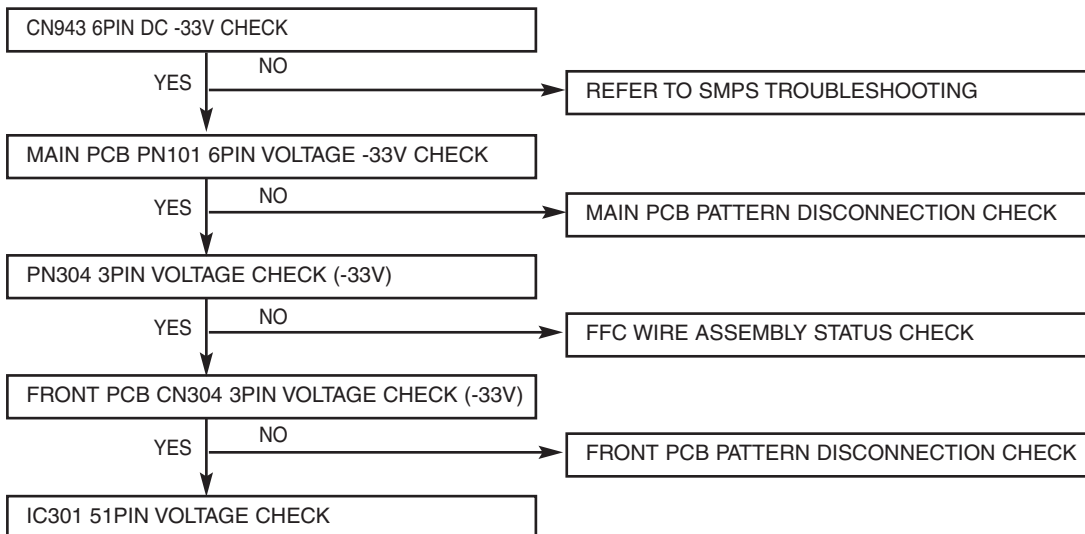 CN943 6PIN DC -33V CHECK
NO
YES
REFER TO SMPS TROUBLESHOOTING
MAIN PCB PN101 6PIN VOLTAGE -33V CHECK
NO
YES
MAIN PCB PATTERN DISCONNECTION CHECK
PN304 3PIN VOLTAGE CHECK (-33V)
NO
YES
FFC WIRE ASSEMBLY STATUS CHECK
FRONT PCB CN304 3PIN VOLTAGE CHECK (-33V)
NO
YES
FRONT PCB PATTERN DISCONNECTION CHECK
IC301 51PIN VOLTAGE CHECK